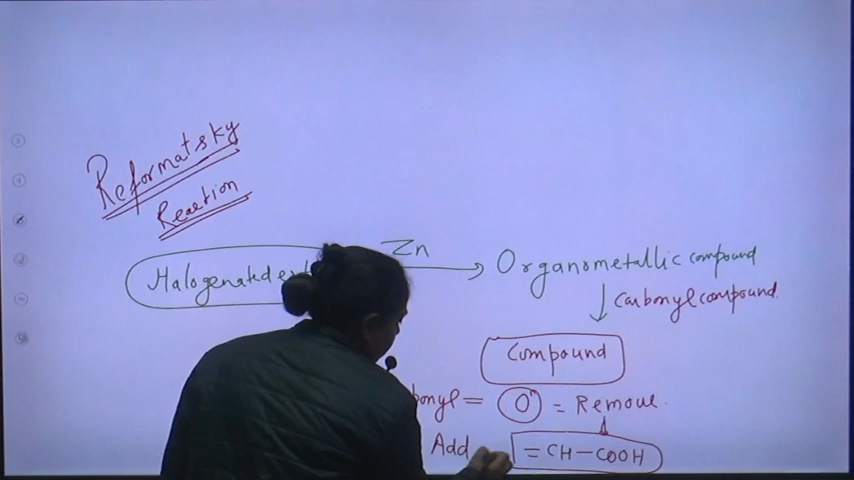 Reformatsky
Reaction
Zn
Halogenated
Organometallic compound
Carbonyl compound.
Compound
= O" = Remove.
Add = CH-COOH